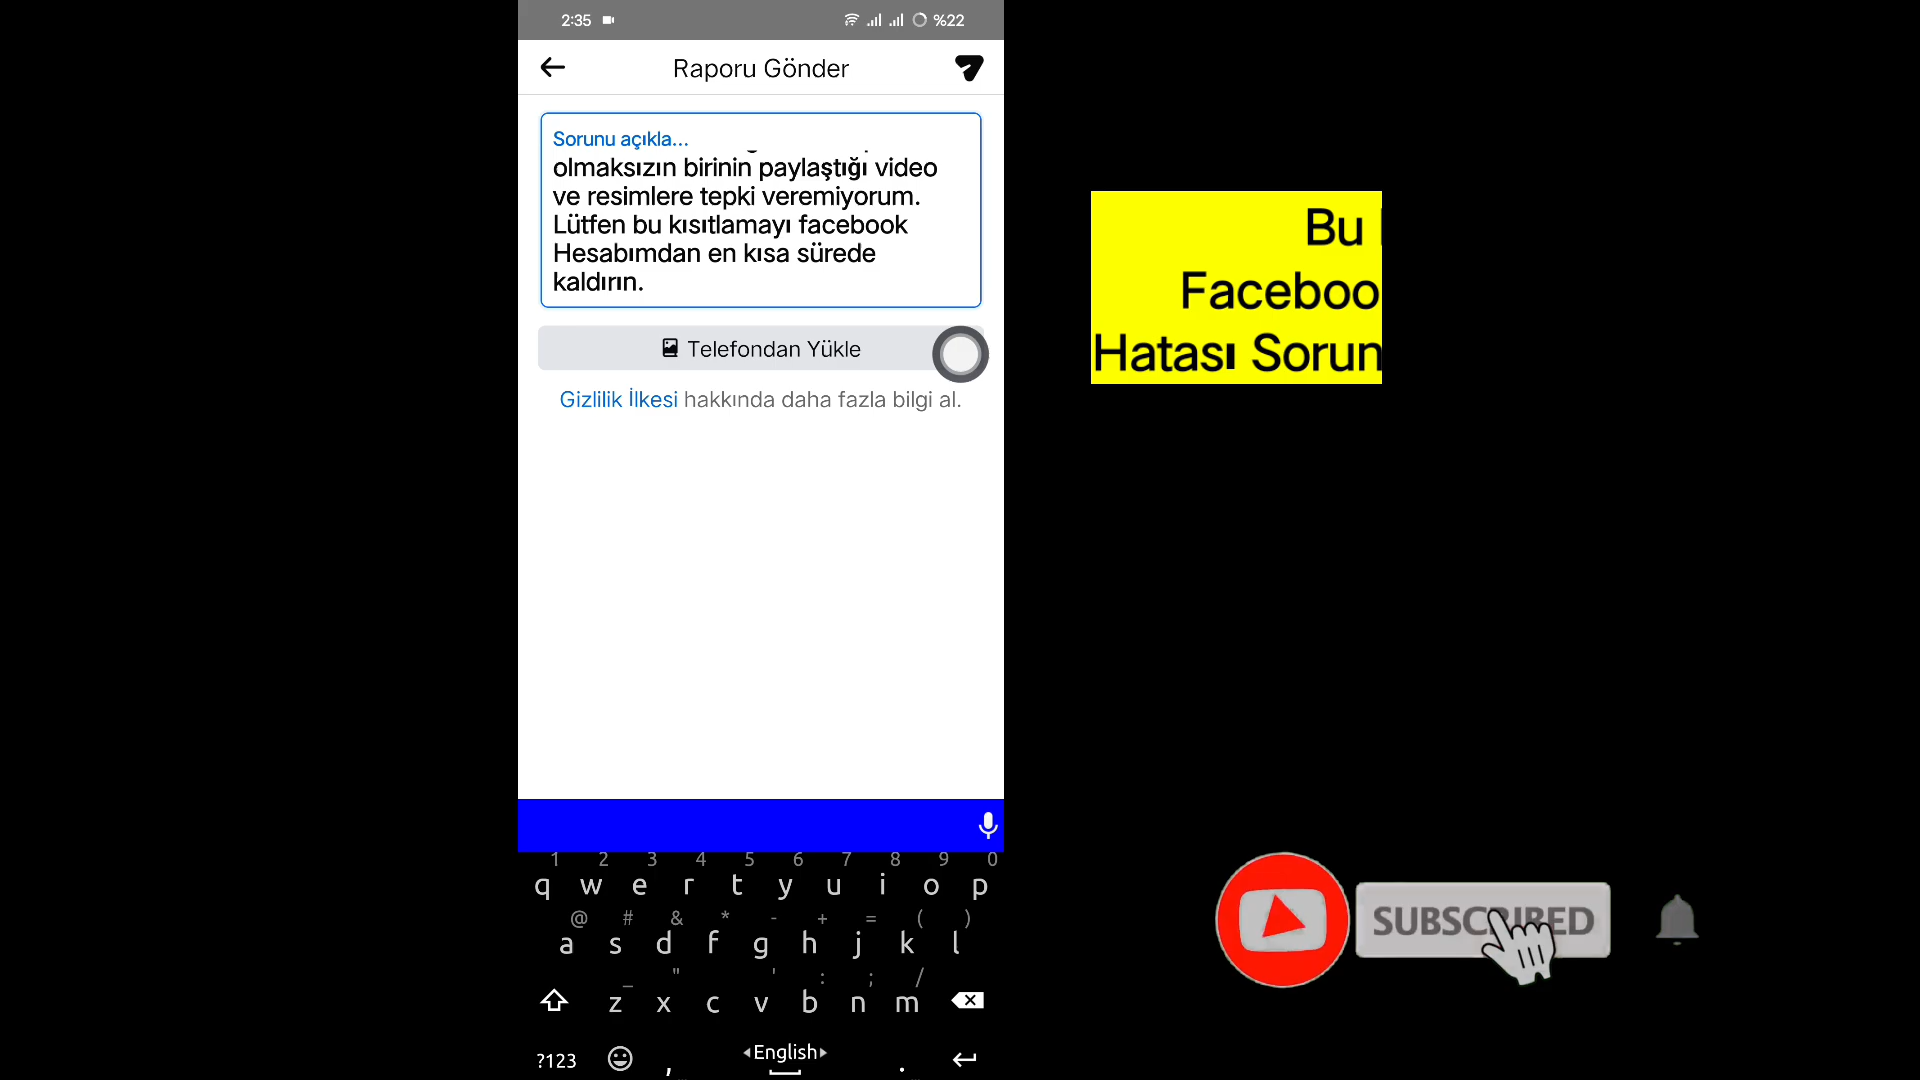 2:35
%22
Raporu Gönder
Sorunu açıkla...
olmaksızın birinin paylaştığı video
ve resimlere tepki veremiyorum.
Lütfen bu kısıtlamayı facebook
Hesabımdan en kısa sürede
kaldırın.
Telefondan Yükle
Gizlilik İlkesi hakkında daha fazla bilgi al.
Bu
Faceboo
Hatası Sorun
1 2 3 4 5 6 7 8 9 0
q w e r t y u i o p
@ # & * - + = ( )
a s d f g h j k l
_ " ' : ; /
z x c v b n m
?123 , English .
SUBSCRIBED